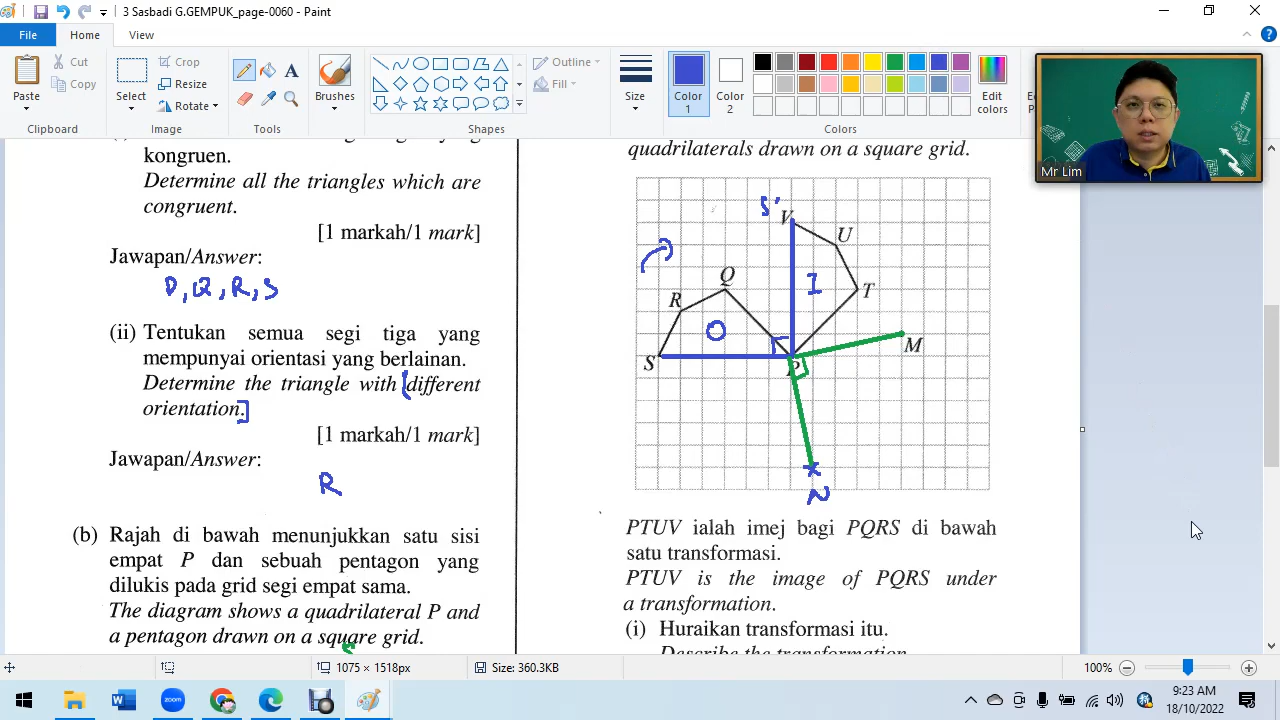 3 Sasbadi G.GEMPUK_page-0060 - Paint
File
Home
View
Paste
Cut
Copy
Clipboard
Select
Crop
Resize
Rotate
Image
Tools
Brushes
Shapes
Outline
Fill
Size
Color 1
Color 2
Colors
Edit colors
Mr Lim
kongruen.
Determine all the triangles which are
congruent.
[1 markah/1 mark]
Jawapan/Answer:
P, Q, R, S
(ii) Tentukan semua segi tiga yang
mempunyai orientasi yang berlainan.
Determine the triangle with different
orientation.
[1 markah/1 mark]
Jawapan/Answer:
R
(b) Rajah di bawah menunjukkan satu sisi
empat P dan sebuah pentagon yang
dilukis pada grid segi empat sama.
The diagram shows a quadrilateral P and
a pentagon drawn on a square grid.
quadrilaterals drawn on a square grid.
S'
V
U
Q
I
R
T
O
M
S
P
N
PTUV ialah imej bagi PQRS di bawah
satu transformasi.
PTUV is the image of PQRS under
a transformation.
(i) Huraikan transformasi itu.
Describe the transformation.
1075 × 1518px
Size: 360.3KB
100%
9:23 AM
18/10/2022